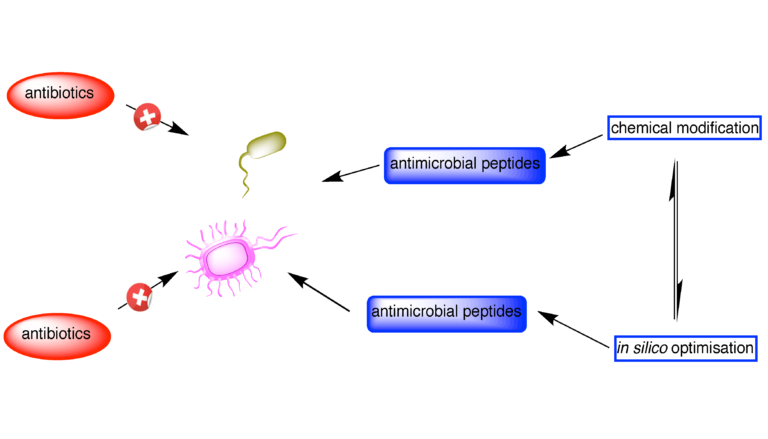 antibiotics
chemical modification
antimicrobial peptides
antimicrobial peptides
antibiotics
in silico optimisation